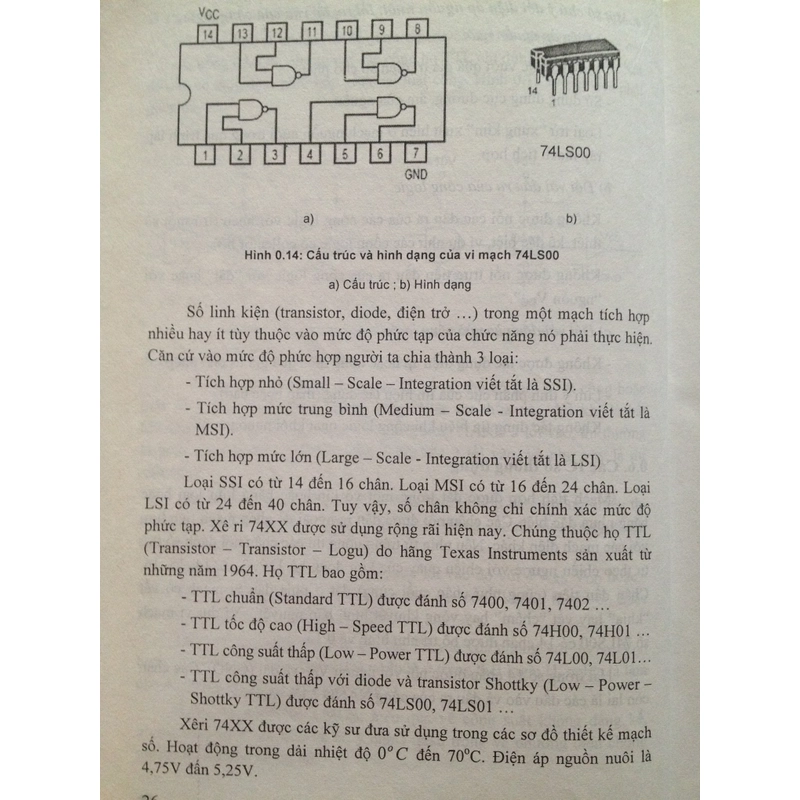 VCC
14 13 12 11 10 9 8
1 2 3 4 5 6 7
GND
14
1
74LS00
a) b)
Hình 0.14: Cấu trúc và hình dạng của vi mạch 74LS00
a) Cấu trúc ; b) Hình dạng
Số linh kiện (transistor, diode, điện trở …) trong một mạch tích hợp
nhiều hay ít tùy thuộc vào mức độ phức tạp của chức năng nó phải thực hiện.
Căn cứ vào mức độ phức hợp người ta chia thành 3 loại:
- Tích hợp nhỏ (Small – Scale – Integration viết tắt là SSI).
- Tích hợp mức trung bình (Medium – Scale - Integration viết tắt là
MSI).
- Tích hợp mức lớn (Large – Scale - Integration viết tắt là LSI)
Loại SSI có từ 14 đến 16 chân. Loại MSI có từ 16 đến 24 chân. Loại
LSI có từ 24 đến 40 chân. Tuy vậy, số chân không chỉ chính xác mức độ
phức tạp. Xê ri 74XX được sử dụng rộng rãi hiện nay. Chúng thuộc họ TTL
(Transistor – Transistor – Logu) do hãng Texas Instruments sản xuất từ
những năm 1964. Họ TTL bao gồm:
- TTL chuẩn (Standard TTL) được đánh số 7400, 7401, 7402 …
- TTL tốc độ cao (High – Speed TTL) được đánh số 74H00, 74H01 …
- TTL công suất thấp (Low – Power TTL) được đánh số 74L00, 74L01…
- TTL công suất thấp với diode và transistor Shottky (Low – Power –
Shottky TTL) được đánh số 74LS00, 74LS01 …
Xêri 74XX được các kỹ sư đưa sử dụng trong các sơ đồ thiết kế mạch
số. Hoạt động trong dải nhiệt độ 0°C đến 70°C. Điện áp nguồn nuôi là
4,75V đấn 5,25V.